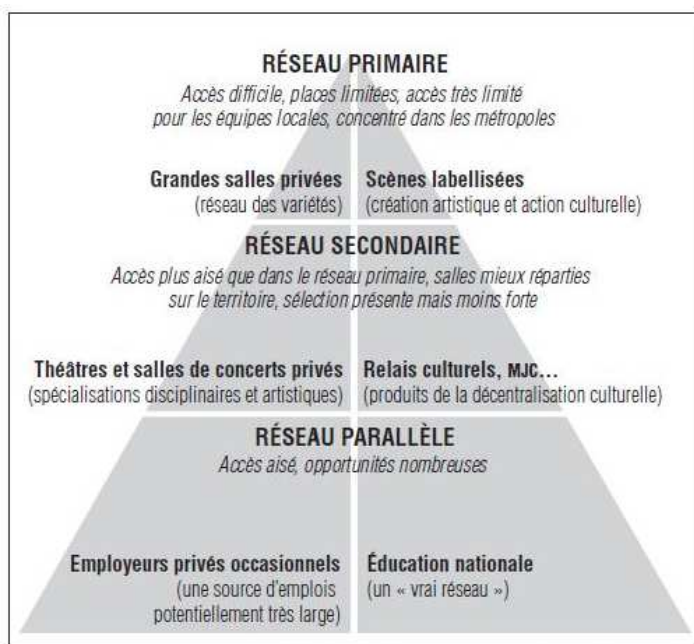 RÉSEAU PRIMAIRE
Accès difficile, places limitées, accès très limité
pour les équipes locales, concentré dans les métropoles
Grandes salles privées
(réseau des variétés)
Scènes labellisées
(création artistique et action culturelle)
RÉSEAU SECONDAIRE
Accès plus aisé que dans le réseau primaire, salles mieux réparties
sur le territoire, sélection présente mais moins forte
Théâtres et salles de concerts privés
(spécialisations disciplinaires et artistiques)
Relais culturels, MJC…
(produits de la décentralisation culturelle)
RÉSEAU PARALLÈLE
Accès aisé, opportunités nombreuses
Employeurs privés occasionnels
(une source d'emplois
potentiellement très large)
Éducation nationale
(un « vrai réseau »)